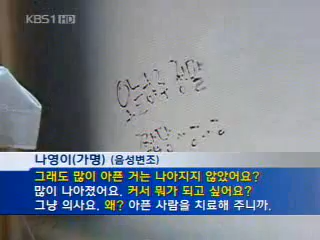 KBS1 HD
나영이(가명) (음성변조)
그래도 많이 아픈 거는 나아지지 않았어요?
많이 나아졌어요. 커서 뭐가 되고 싶어요?
그냥 의사요. 왜? 아픈 사람을 치료해 주니까.